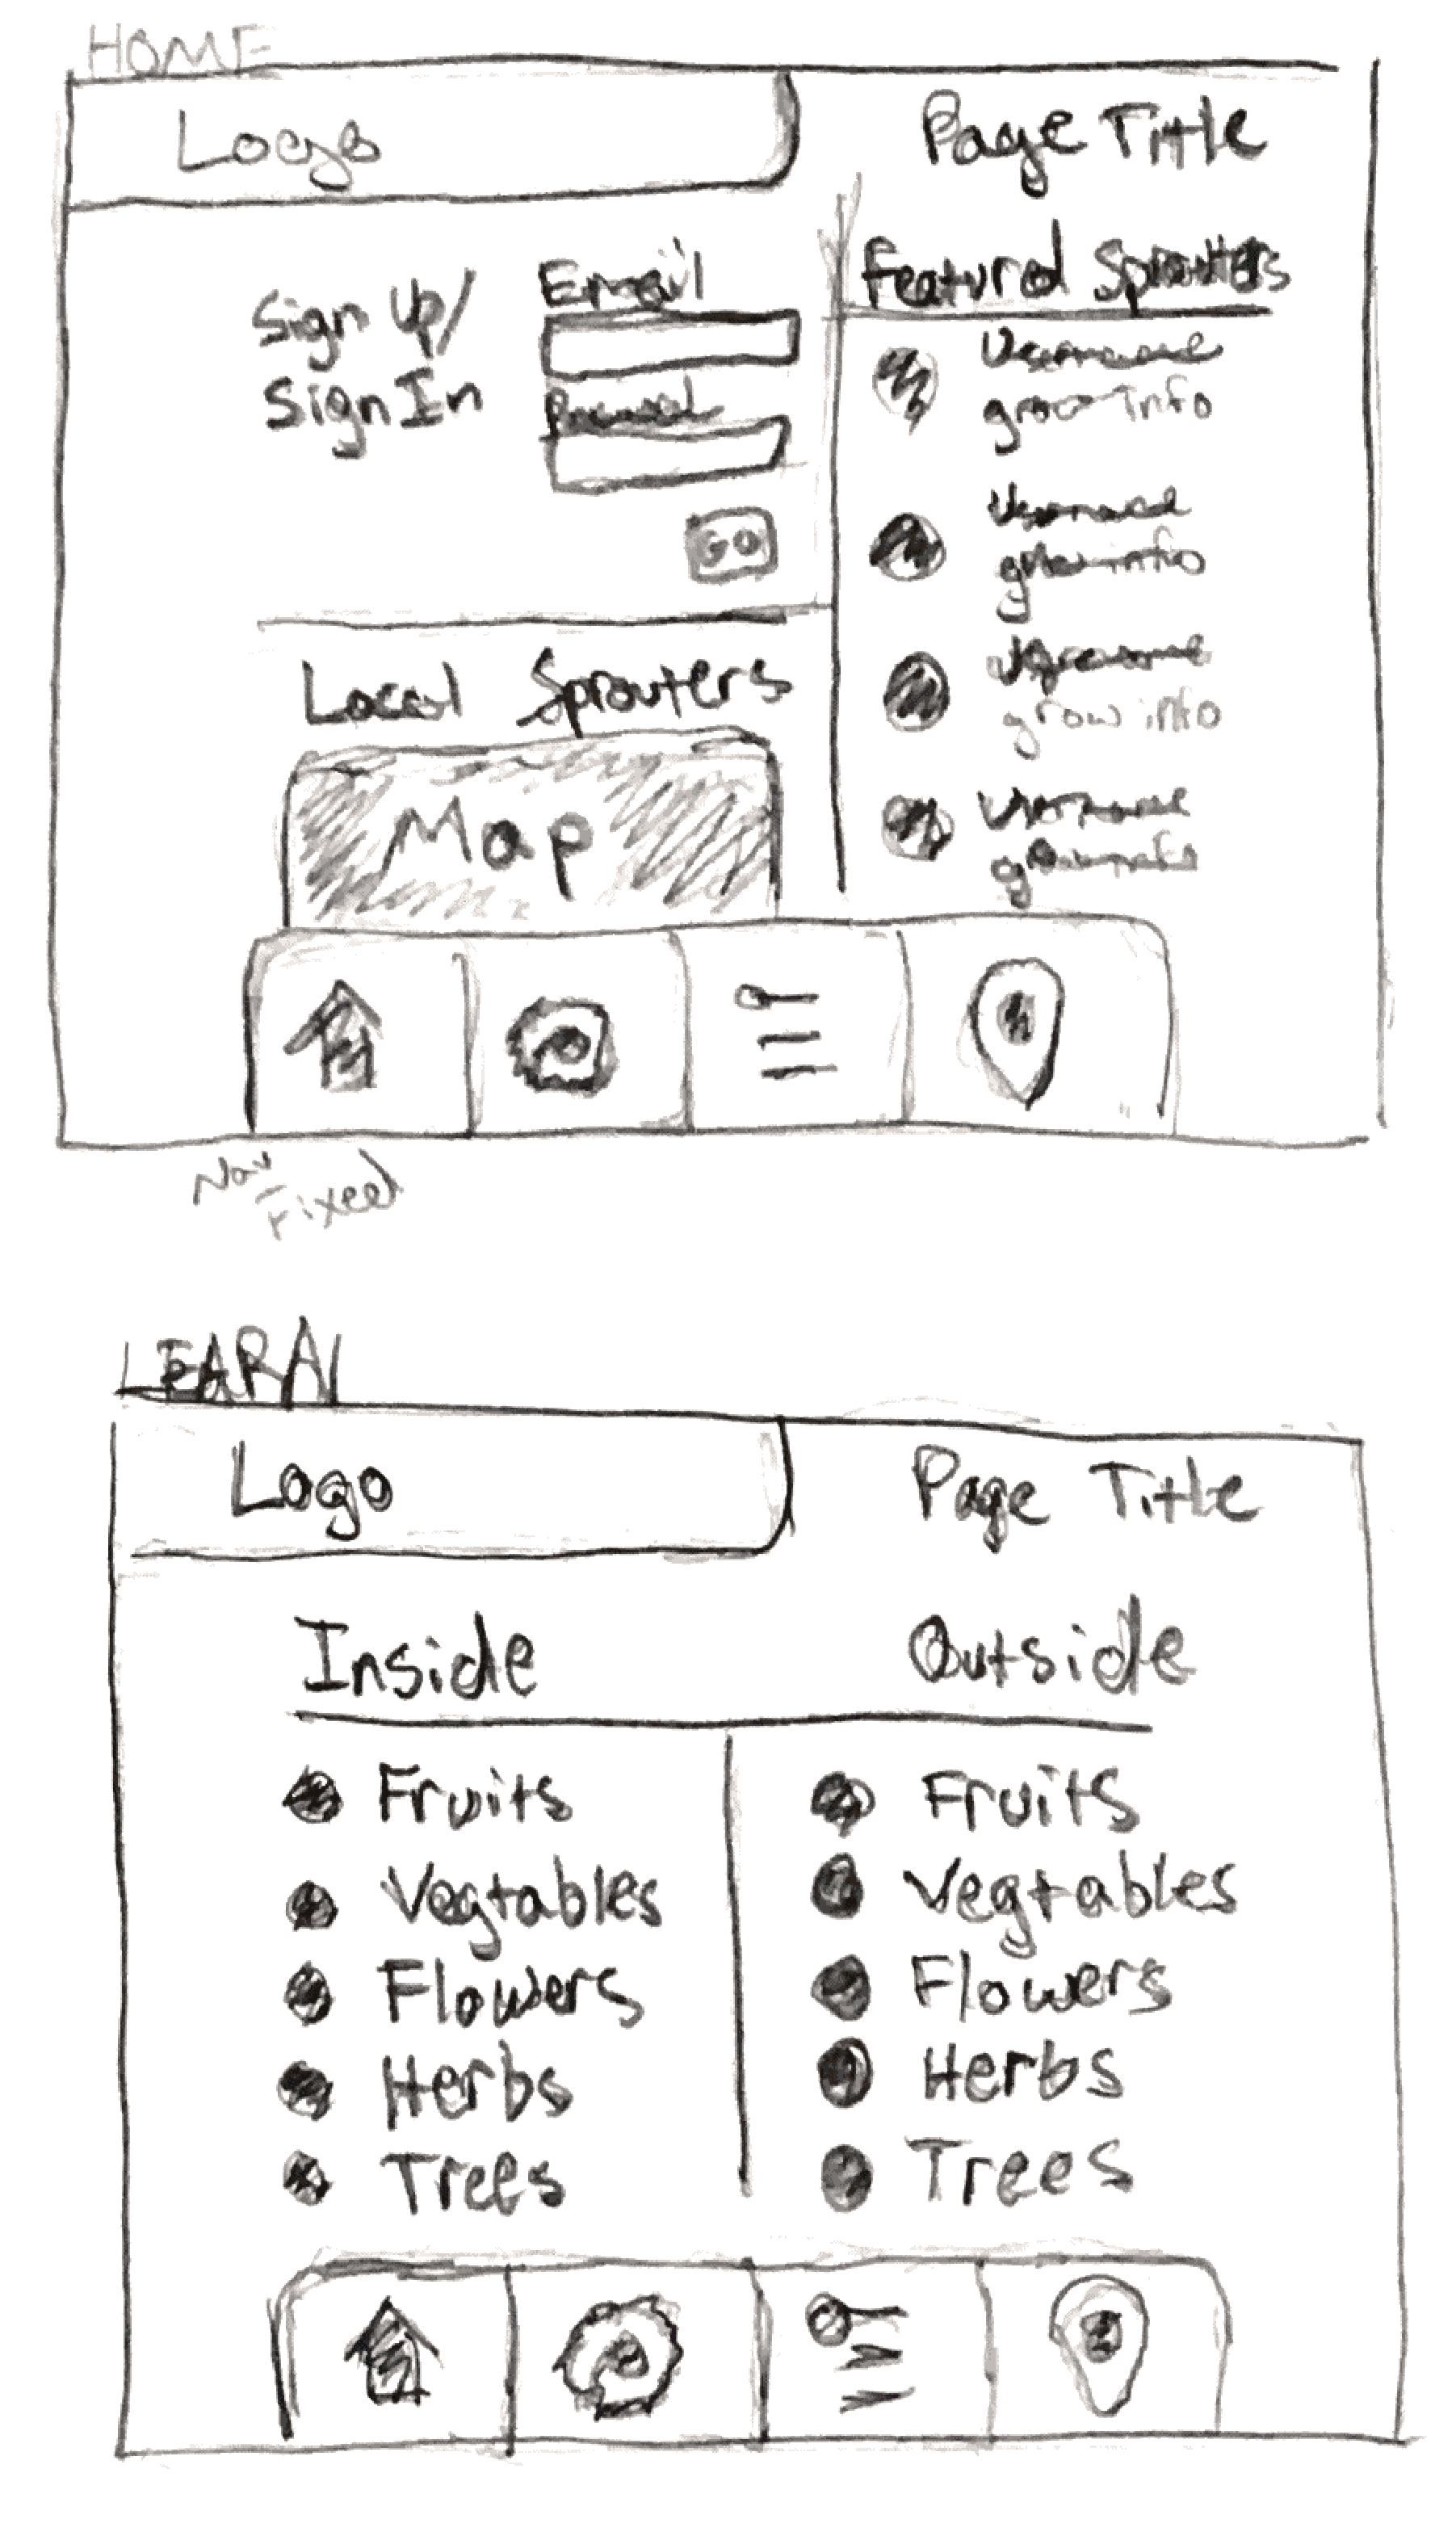 HOME
Logo
Page Title
Sign Up/
Sign In
Email
GO
Featured Sprouters
Username
grow info
Username
grow info
Username
grow info
Username
grow info
Local Sprouters
Map
Nav
Fixed
LEARN
Logo
Page Title
Inside
Outside
Fruits
Vegtables
Flowers
Herbs
Trees
Fruits
Vegtables
Flowers
Herbs
Trees